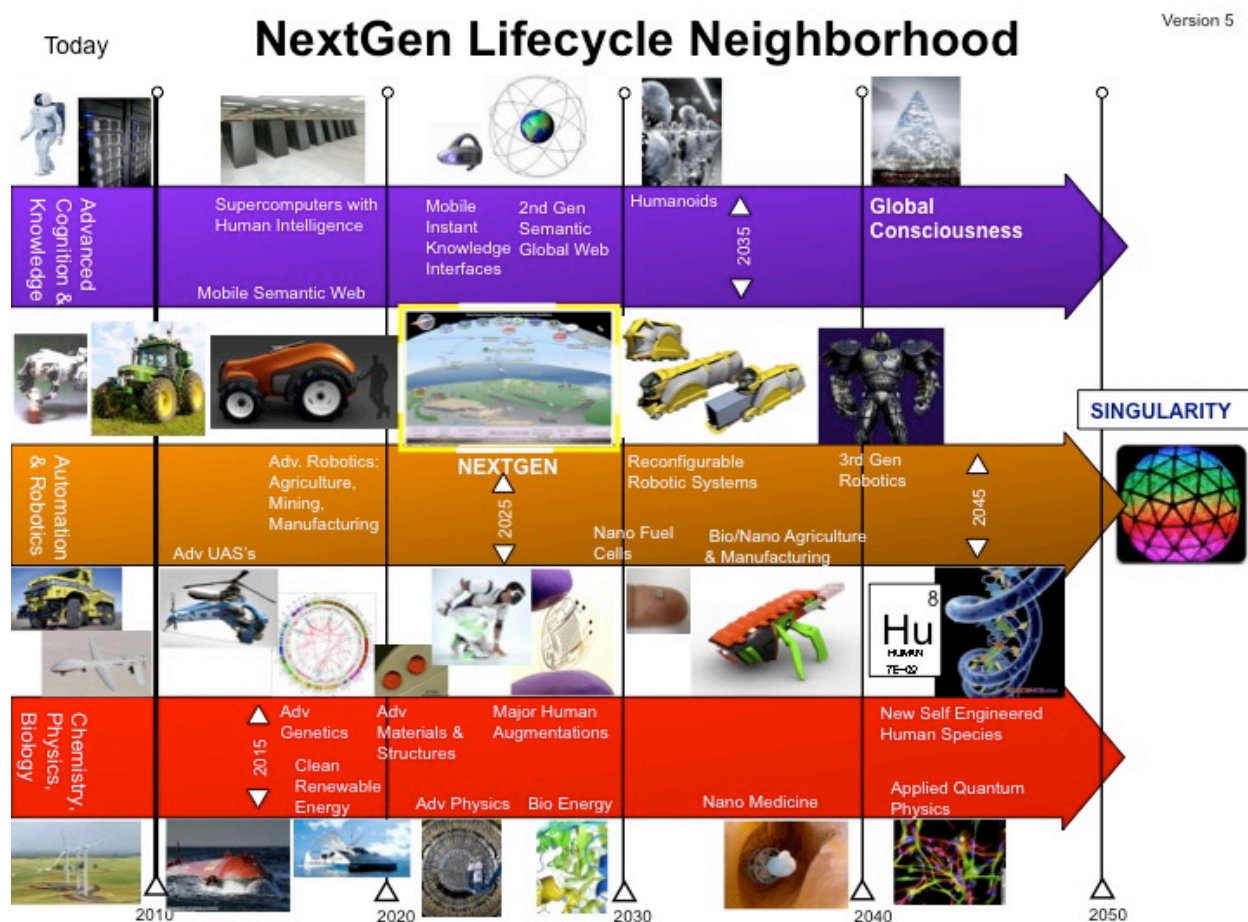 Today
NextGen Lifecycle Neighborhood
Version 5
Advanced
Cognition &
Knowledge
Supercomputers with
Human Intelligence
Mobile Semantic Web
Mobile
Instant
Knowledge
Interfaces
2nd Gen
Semantic
Global Web
Humanoids
2035
Global
Consciousness
SINGULARITY
Automation
& Robotics
Adv. Robotics:
Agriculture,
Mining,
Manufacturing
Adv UAS's
NEXTGEN
2025
Reconfigurable
Robotic Systems
Nano Fuel
Cells
Bio/Nano Agriculture
& Manufacturing
3rd Gen
Robotics
2045
8
Hu
HUMAN
7E-09
Chemistry,
Physics,
Biology
2015
Adv
Genetics
Clean
Renewable
Energy
Adv
Materials &
Structures
Adv Physics
Major Human
Augmentations
Bio Energy
Nano Medicine
New Self Engineered
Human Species
Applied Quantum
Physics
2010
2020
2030
2040
2050